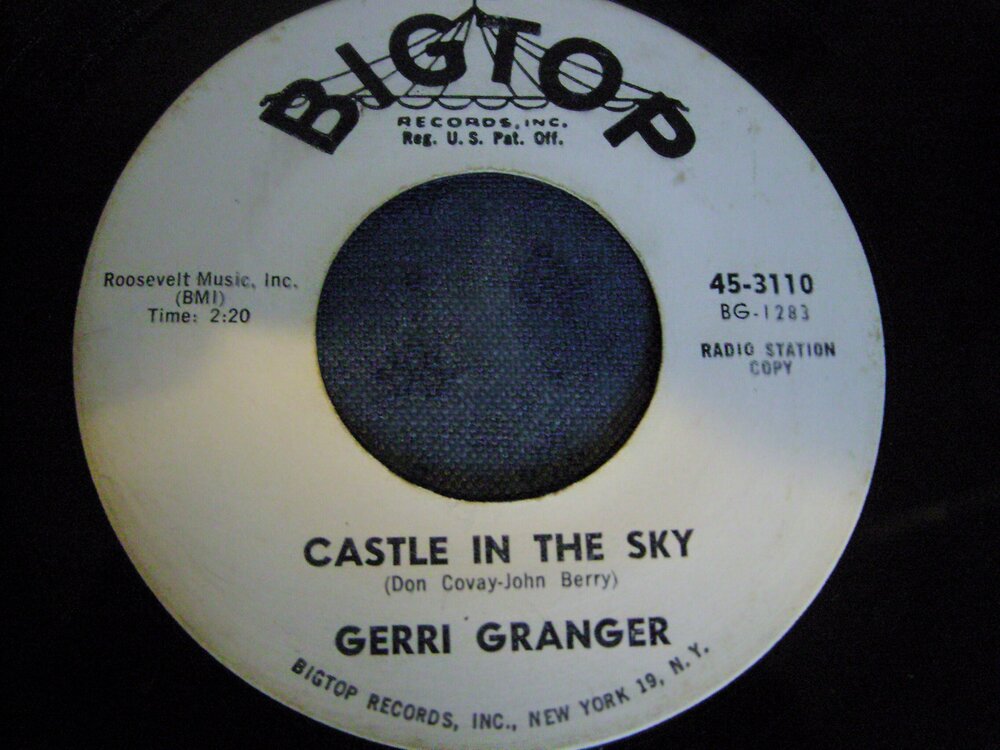 BIGTOP
RECORDS, INC.
Reg. U. S. Pat. Off.
Roosevelt Music, Inc.
(BMI)
Time: 2:20
45-3110
BG-1283
RADIO STATION
COPY
CASTLE IN THE SKY
(Don Covay-John Berry)
GERRI GRANGER
BIGTOP RECORDS, INC., NEW YORK 19, N.Y.